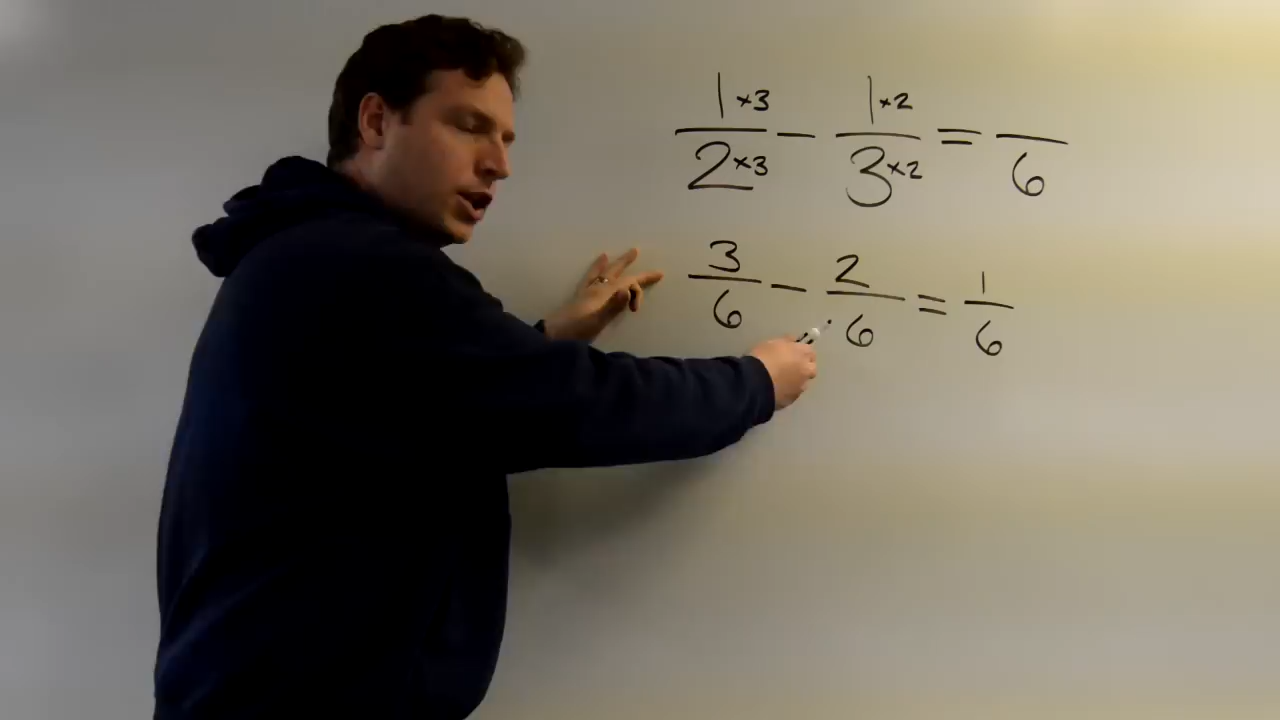 1×3 1×2
2×3 − 3×2 = 6
3 2 1
6 − 6 = 6